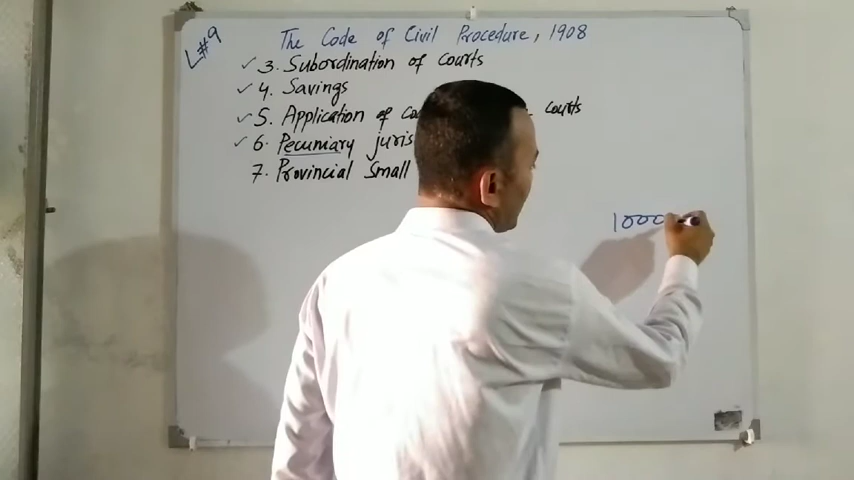 L#9
The Code of Civil Procedure, 1908
✓ 3. Subordination of Courts
✓ 4. Savings
✓ 5. Application of courts
✓ 6. Pecuniary juris
7. Provincial Small
1000